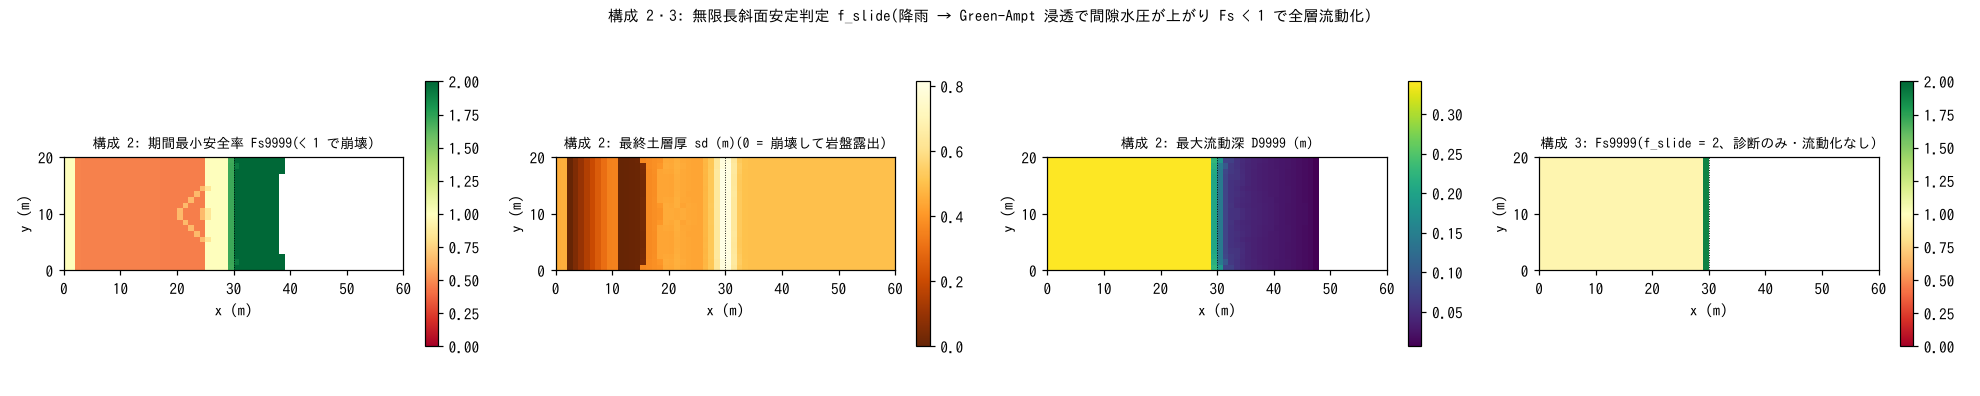 構成 2・3: 無限長斜面安定判定 f_slide(降雨 → Green-Ampt 浸透で間隙水圧が上がり Fs < 1 で全層流動化)
構成 2: 期間最小安全率 Fs9999(< 1 で崩壊)
20
10
0
y (m)
0 10 20 30 40 50 60
x (m)
2.00
1.75
1.50
1.25
1.00
0.75
0.50
0.25
0.00
構成 2: 最終土層厚 sd (m)(0 = 崩壊して岩盤露出)
20
10
0
y (m)
0 10 20 30 40 50 60
x (m)
0.8
0.6
0.4
0.2
0.0
構成 2: 最大流動深 D9999 (m)
20
10
0
y (m)
0 10 20 30 40 50 60
x (m)
0.30
0.25
0.20
0.15
0.10
0.05
構成 3: Fs9999(f_slide = 2、診断のみ・流動化なし)
20
10
0
y (m)
0 10 20 30 40 50 60
x (m)
2.00
1.75
1.50
1.25
1.00
0.75
0.50
0.25
0.00